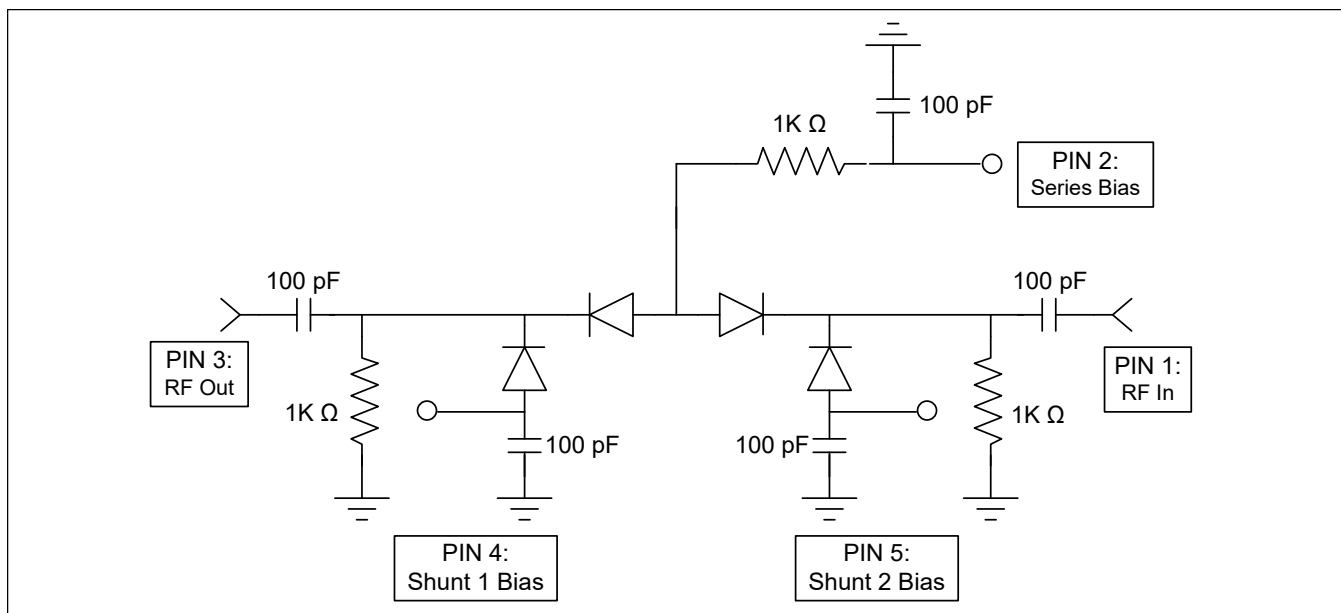 100 pF
1K Ω
PIN 2:
Series Bias
100 pF
100 pF
PIN 3:
RF Out
PIN 1:
RF In
1K Ω
100 pF
100 pF
1K Ω
PIN 4:
Shunt 1 Bias
PIN 5:
Shunt 2 Bias